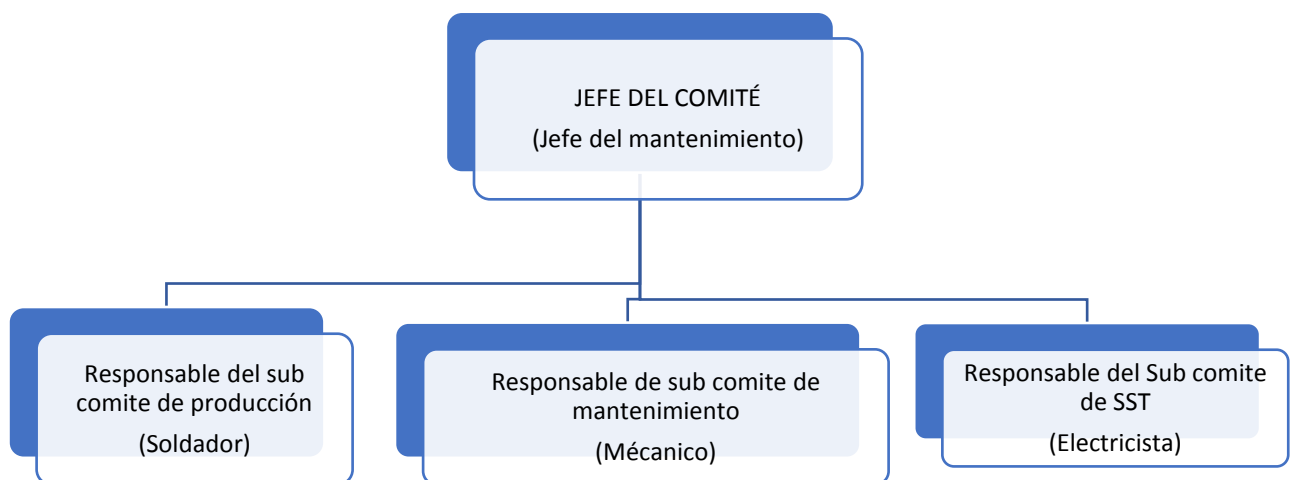 JEFE DEL COMITÉ
(Jefe del mantenimiento)
Responsable del sub
comite de producción
(Soldador)
Responsable de sub comite de
mantenimiento
(Mécanico)
Responsable del Sub comite
de SST
(Electricista)